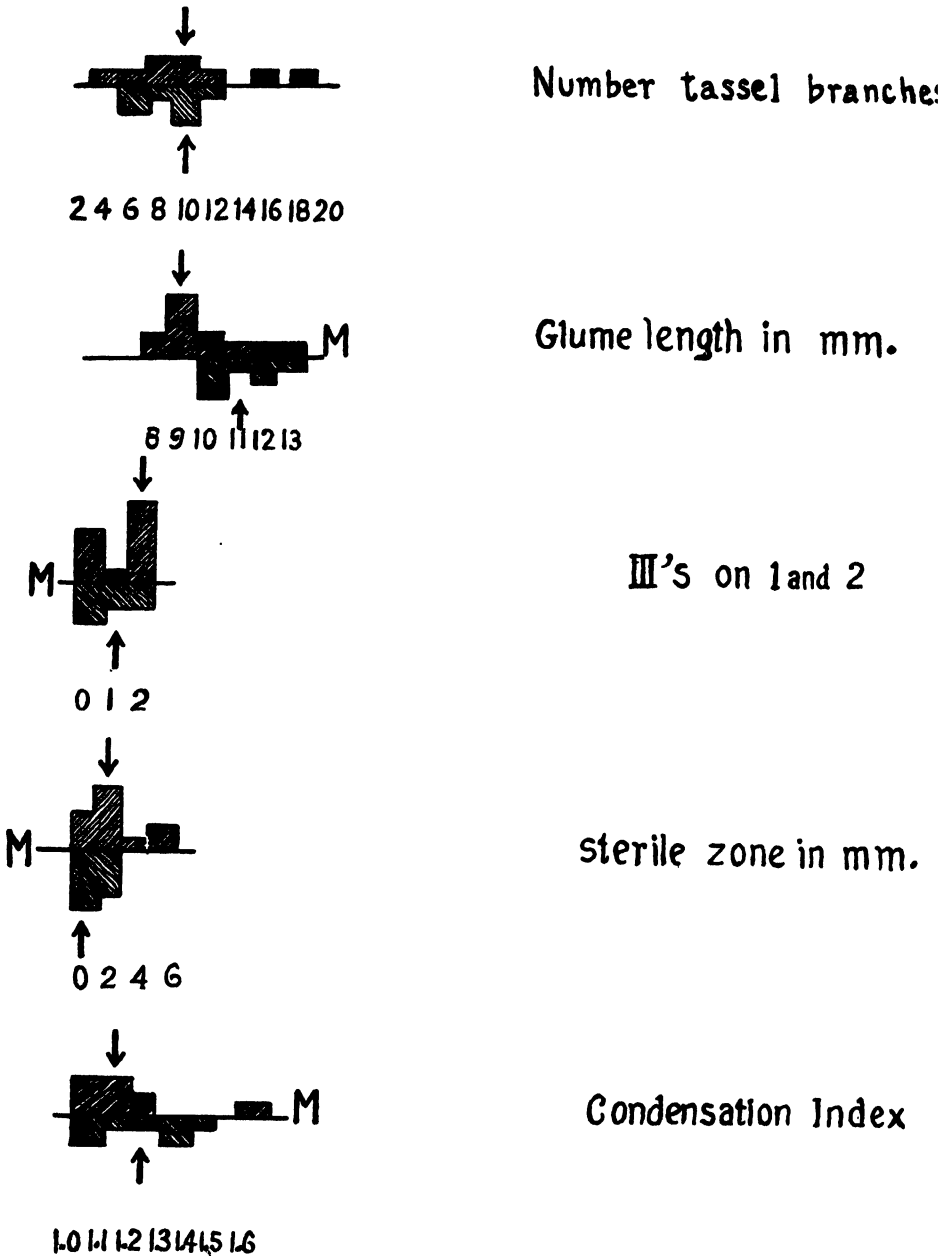 Number tassel branches
2 4 6 8 10 12 14 16 18 20
M
Glume length in mm.
8 9 10 11 12 13
M
III's on 1 and 2
0 1 2
M
sterile zone in mm.
0 2 4 6
M
Condensation Index
1.0 1.1 1.2 1.3 1.4 1.5 1.6